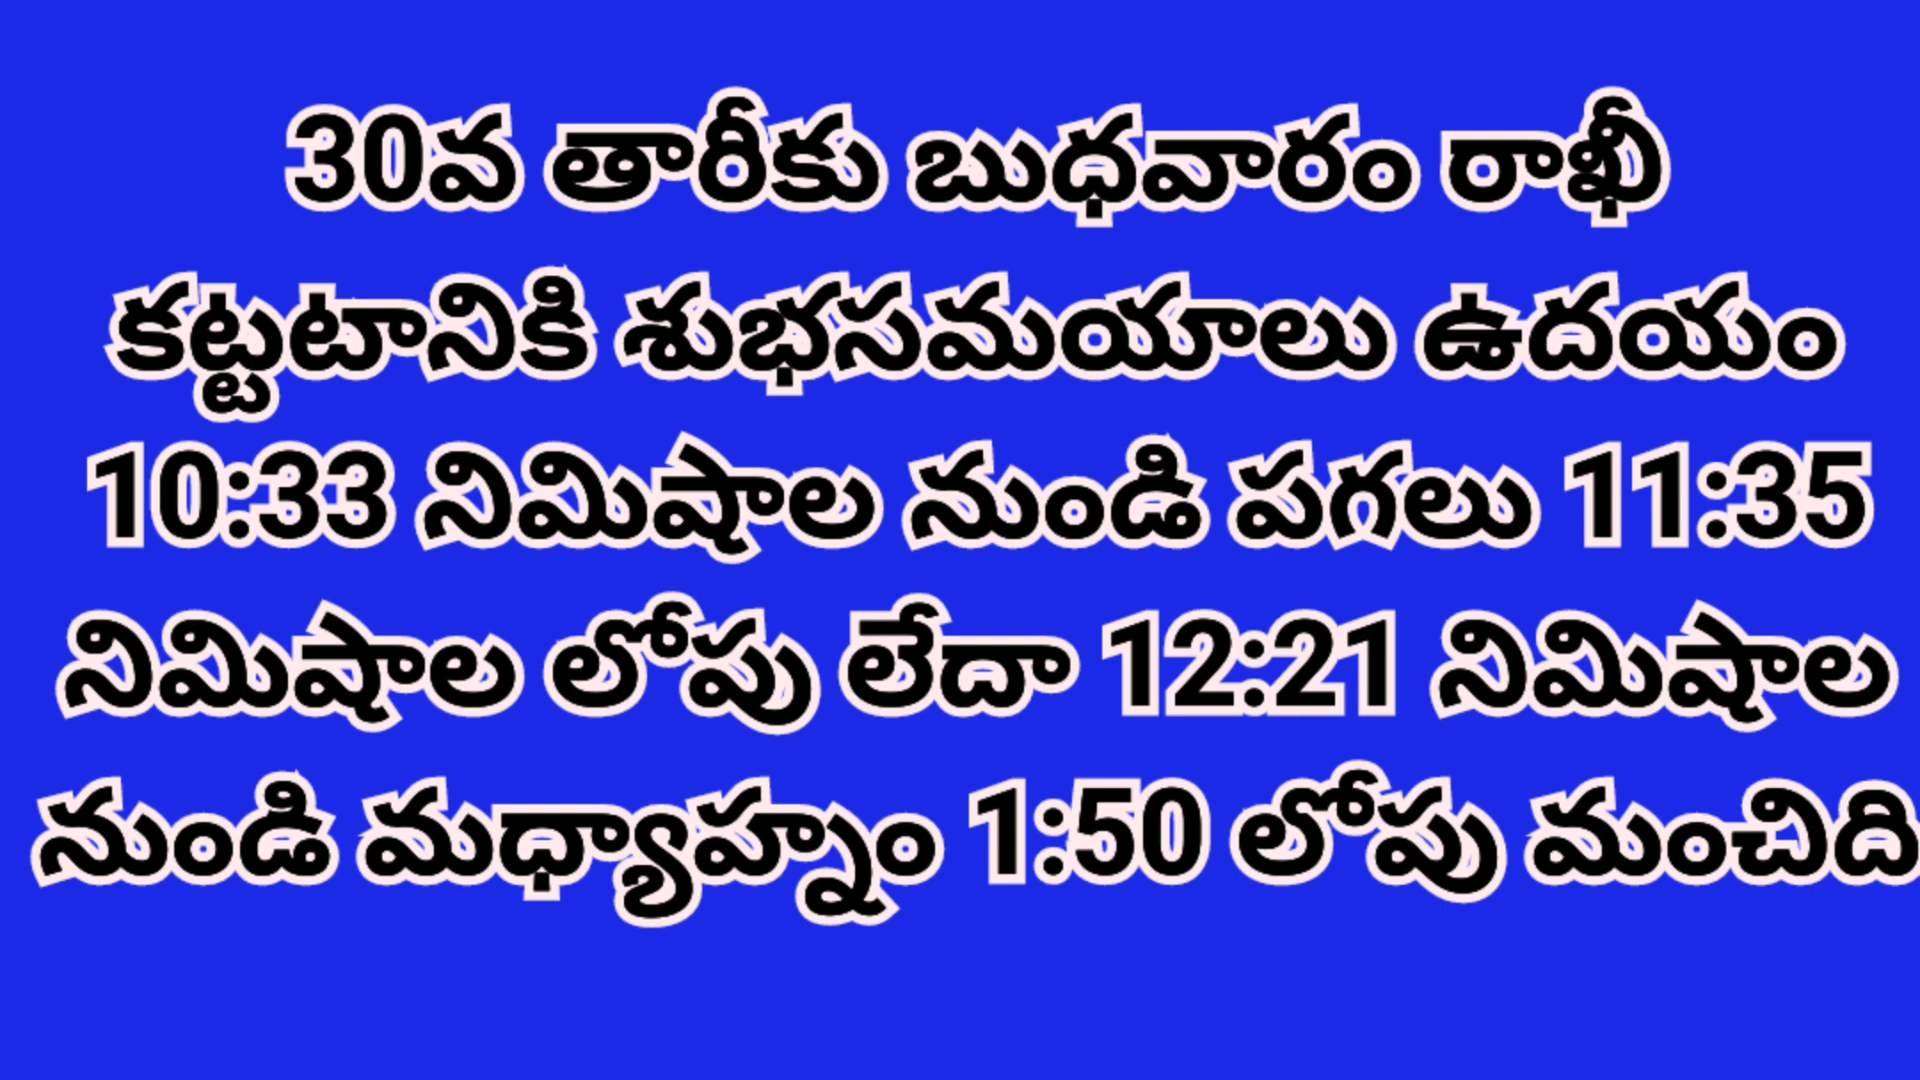 30వ తారీకు బుధవారం రాఖీ
కట్టటానికి శుభసమయాలు ఉదయం
10:33 నిమిషాల నుండి పగలు 11:35
నిమిషాల లోపు లేదా 12:21 నిమిషాల
నుండి మధ్యాహ్నం 1:50 లోపు మంచిది